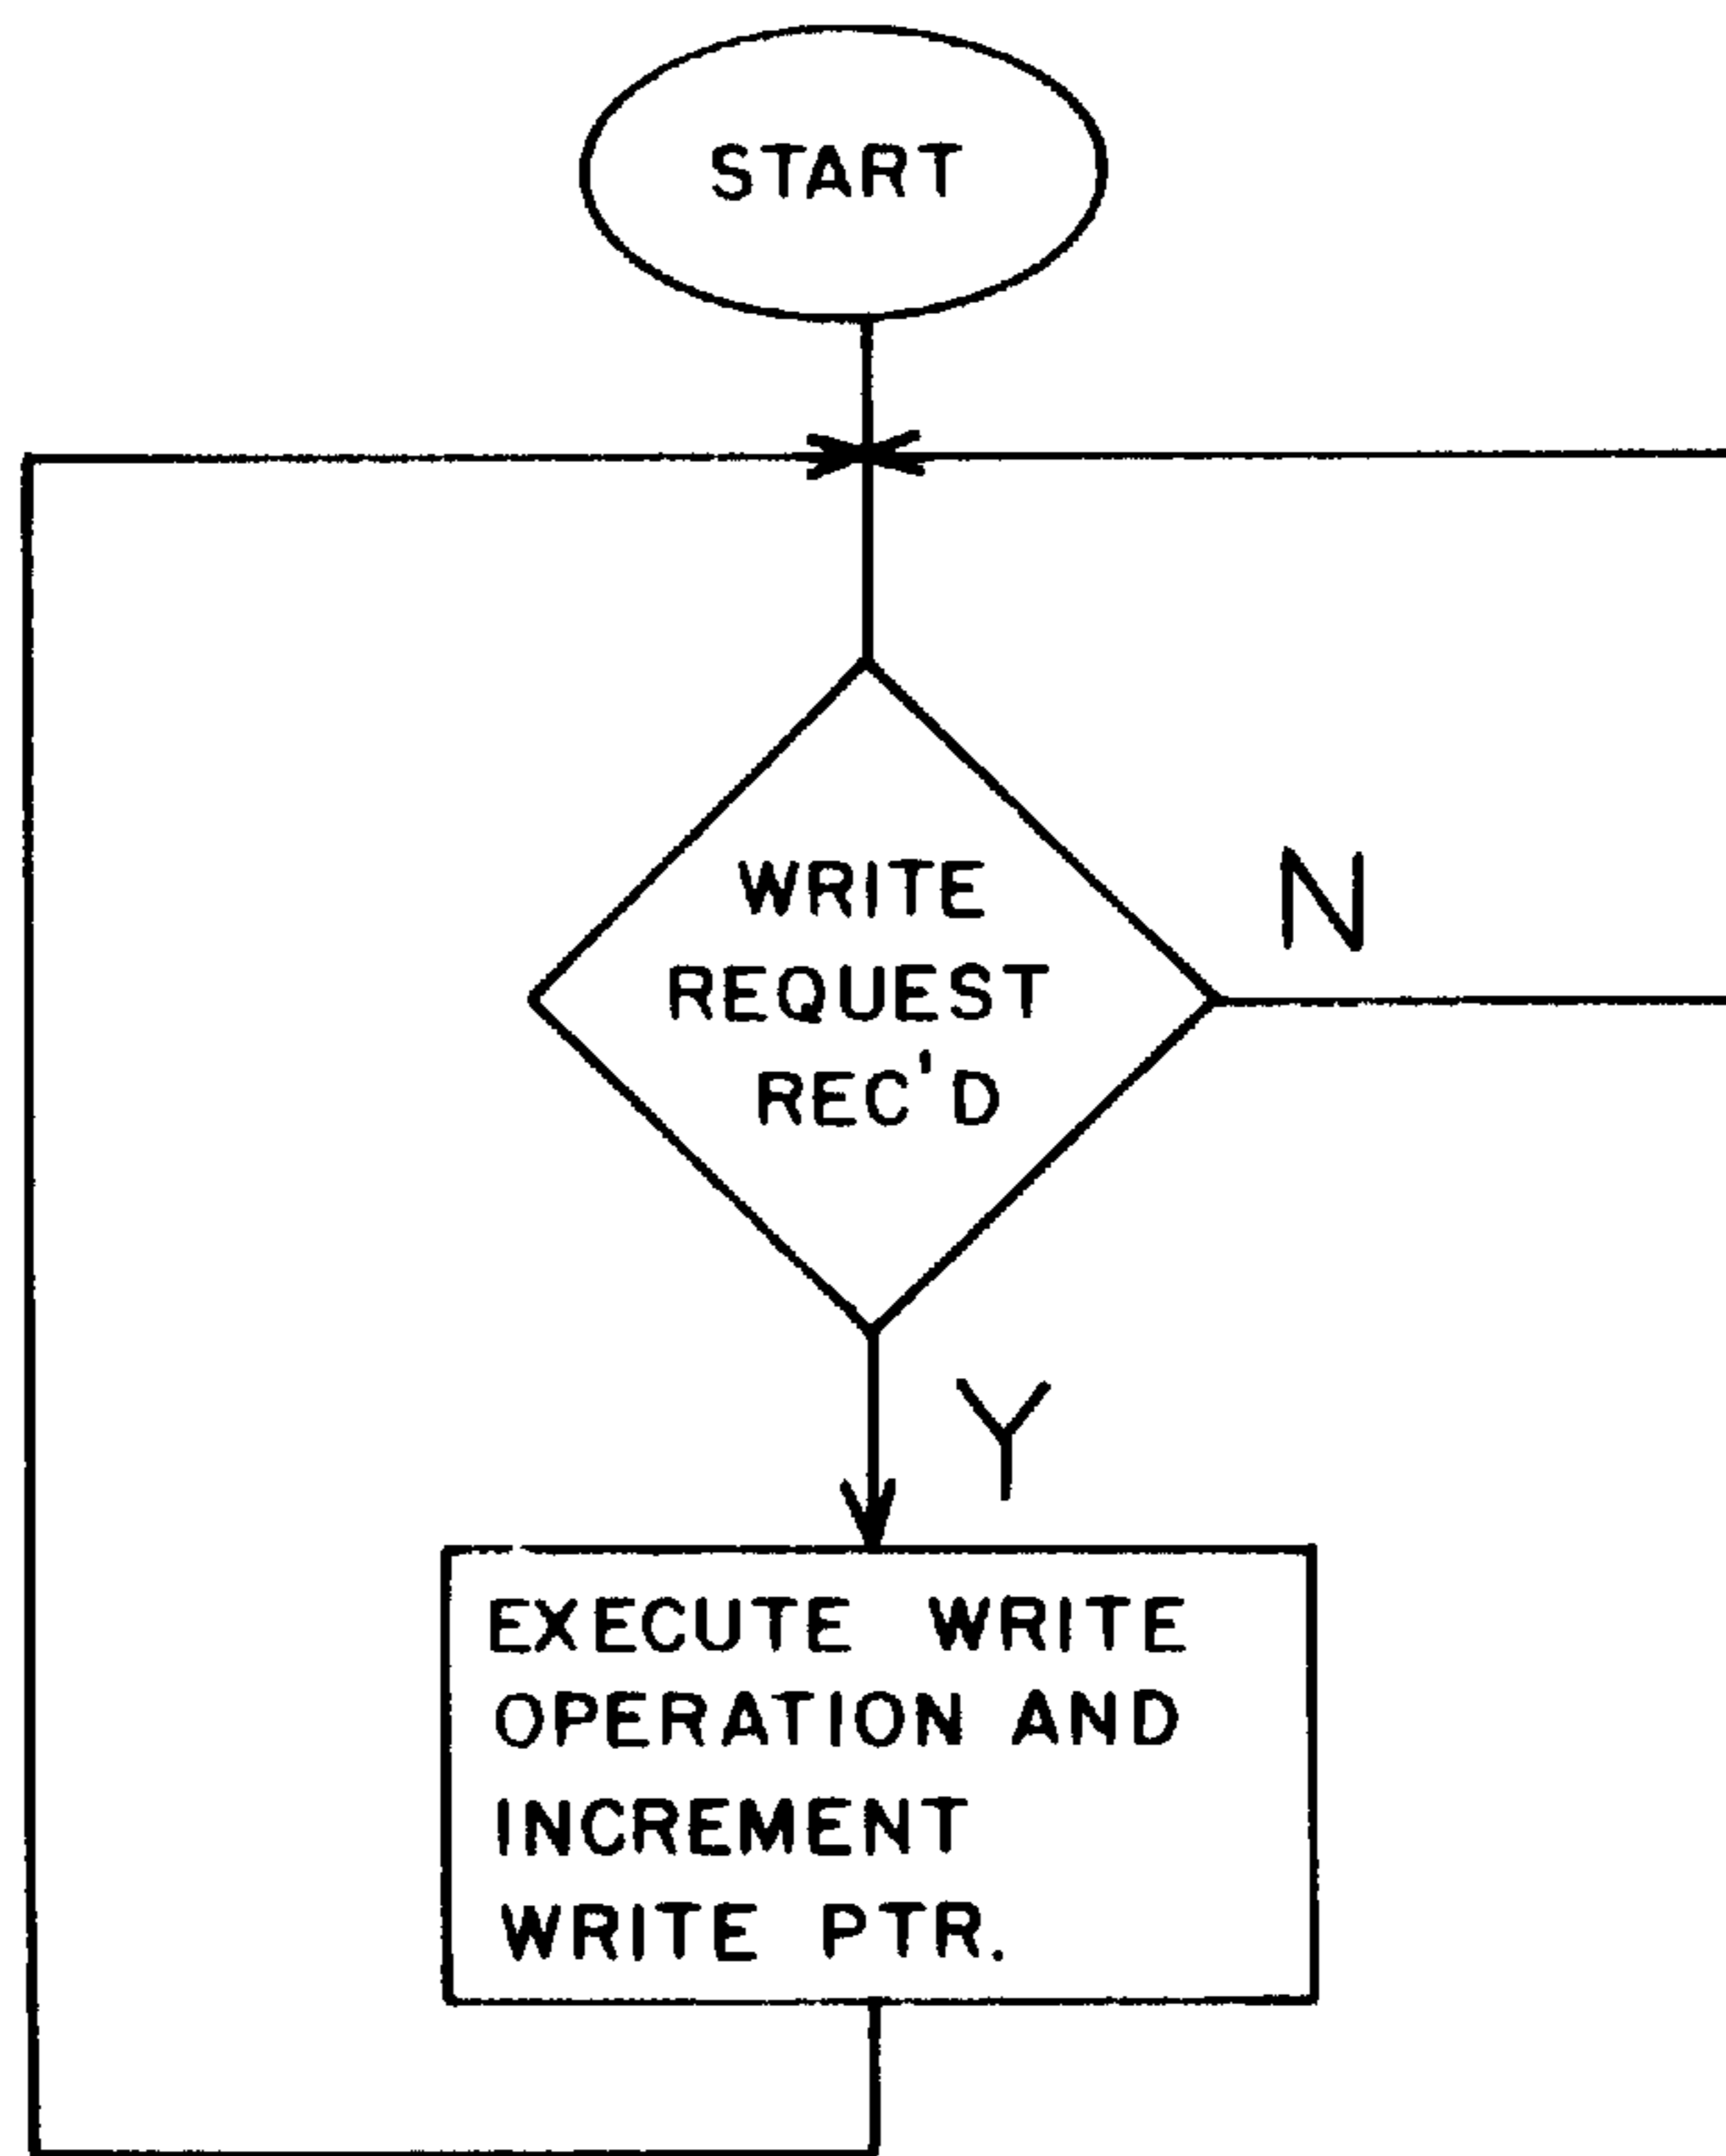 START
WRITE
REQUEST
REC'D
N
Y
EXECUTE WRITE
OPERATION AND
INCREMENT
WRITE PTR.